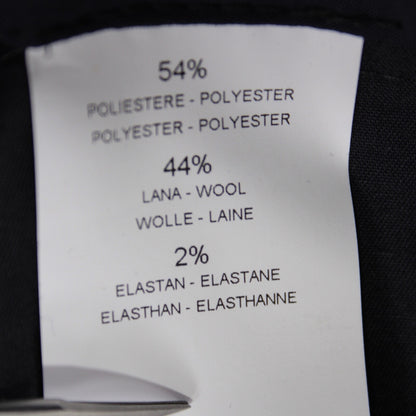 54%
POLIESTERE - POLYESTER
POLYESTER - POLYESTER
44%
LANA - WOOL
WOLLE - LAINE
2%
ELASTAN - ELASTANE
ELASTHAN - ELASTHANNE